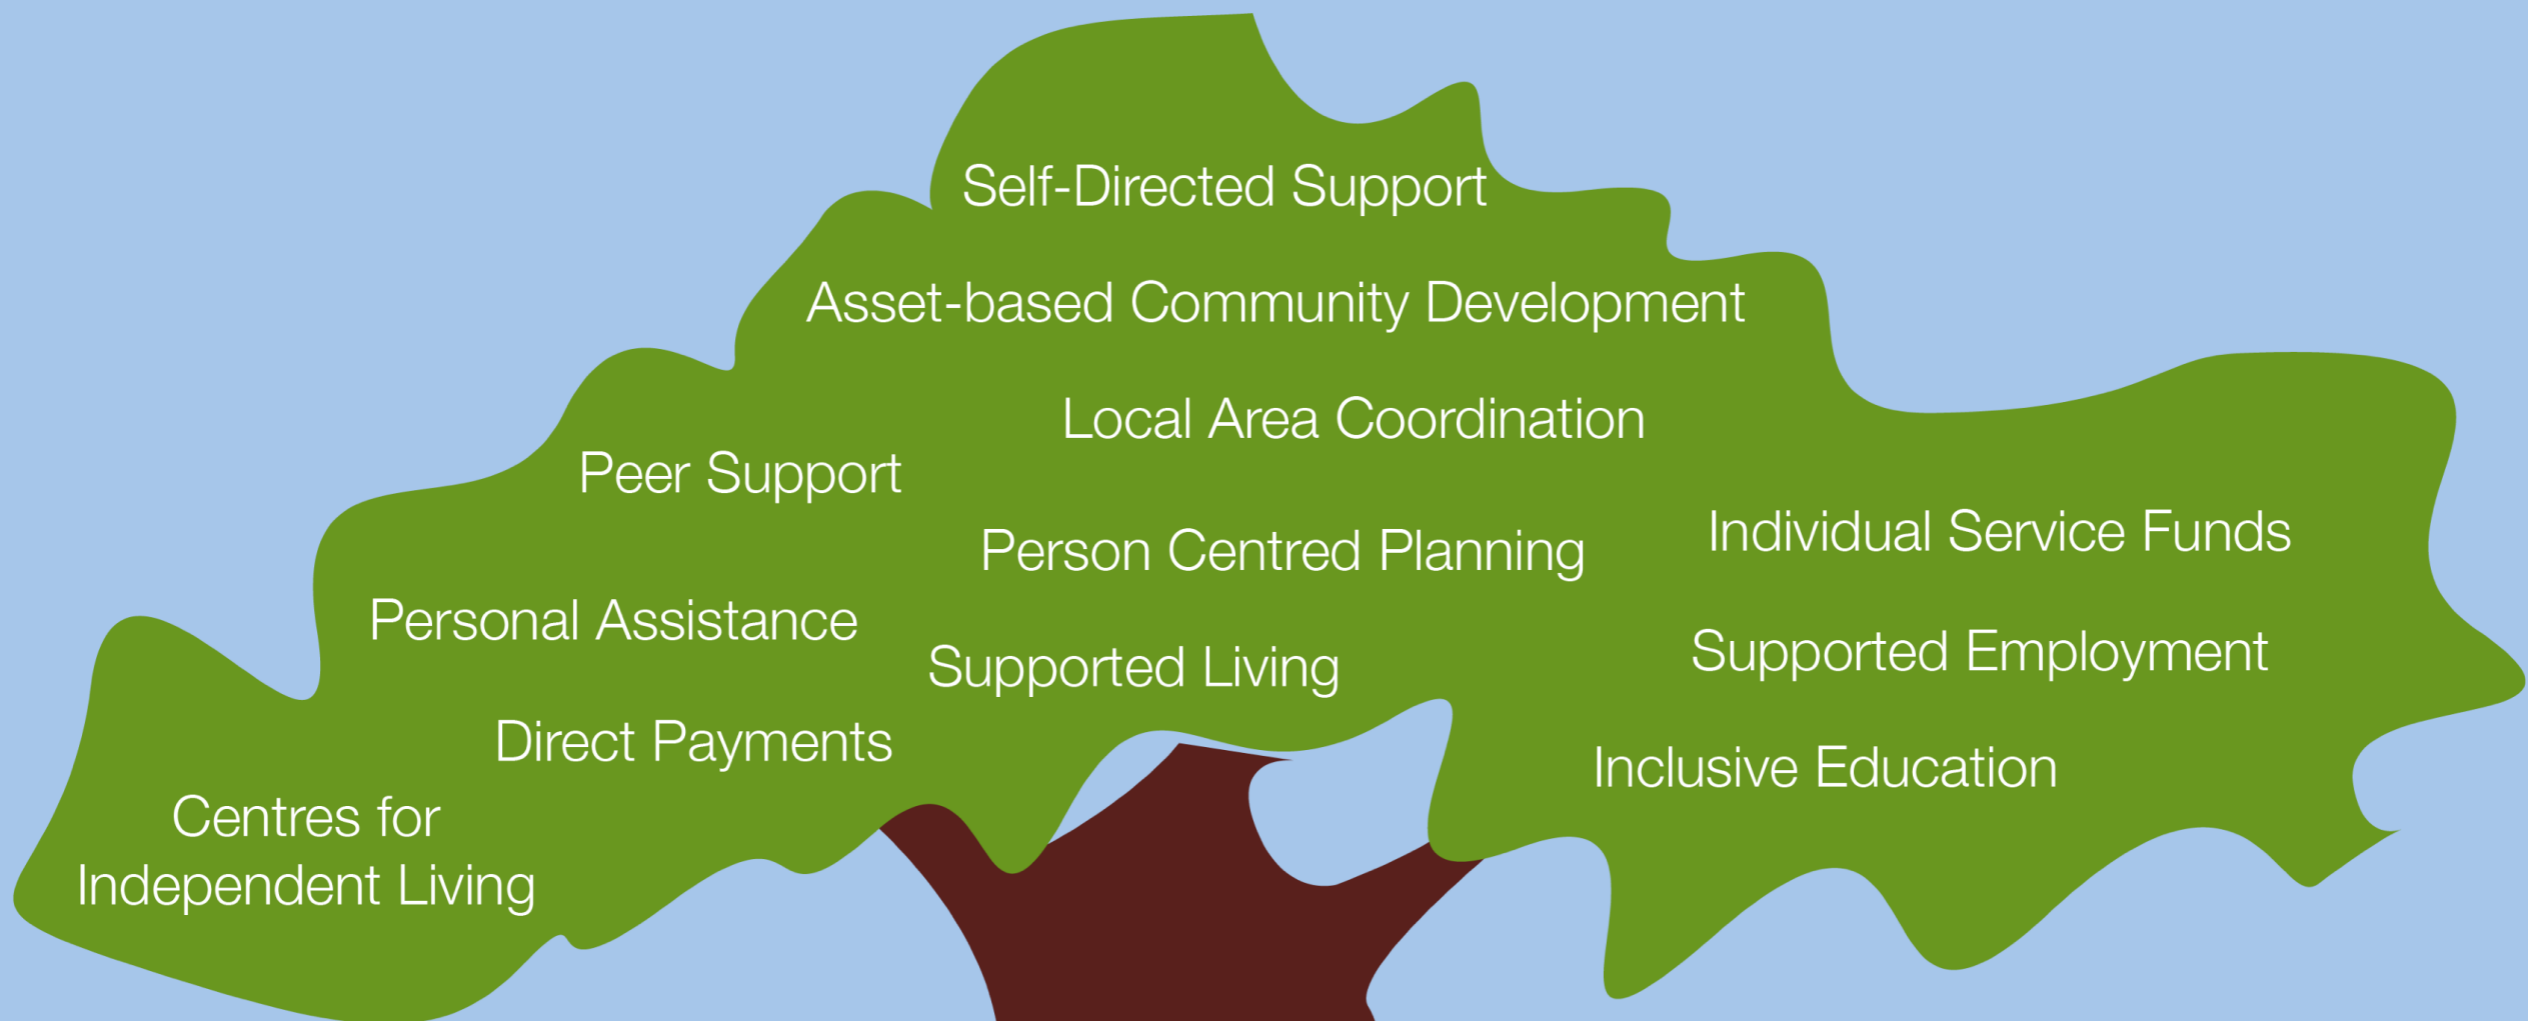 Self-Directed Support
Asset-based Community Development
Local Area Coordination
Peer Support
Person Centred Planning
Individual Service Funds
Personal Assistance
Supported Living
Supported Employment
Direct Payments
Inclusive Education
Centres for
Independent Living